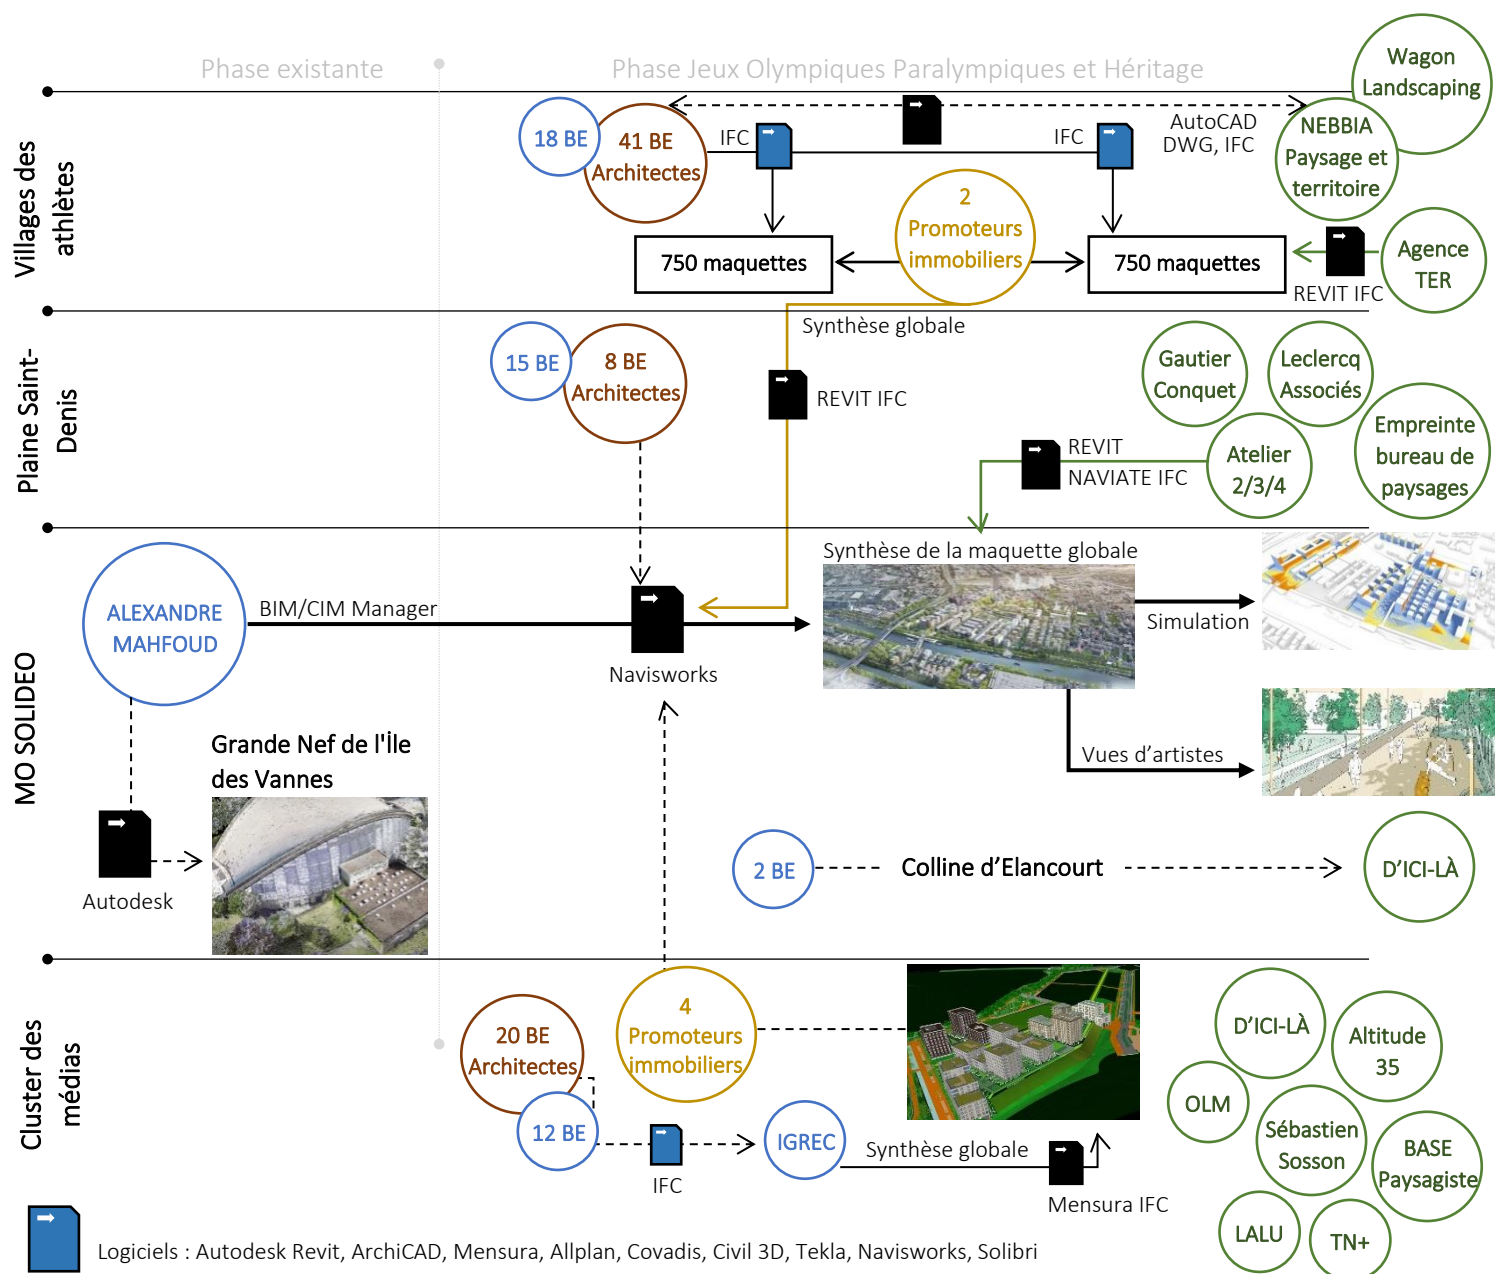 Phase existante
Phase Jeux Olympiques Paralympiques et Héritage
Villages des
athlètes
18 BE
41 BE
Architectes
IFC
IFC
AutoCAD
DWG, IFC
Wagon
Landscaping
NEBBIA
Paysage et
territoire
2
Promoteurs
immobiliers
750 maquettes
750 maquettes
REVIT IFC
Agence
TER
Plaine Saint-
Denis
15 BE
8 BE
Architectes
Synthèse globale
REVIT IFC
Gautier
Conquet
Leclercq
Associés
REVIT
NAVIATE IFC
Atelier
2/3/4
Empreinte
bureau de
paysages
MO SOLIDEO
ALEXANDRE
MAHFOUD
BIM/CIM Manager
Navisworks
Synthèse de la maquette globale
Simulation
Vues d’artistes
Grande Nef de l'Île
des Vannes
Autodesk
2 BE
Colline d’Elancourt
D’ICI-LÀ
Cluster des
médias
20 BE
Architectes
12 BE
4
Promoteurs
immobiliers
IFC
IGREC
Synthèse globale
Mensura IFC
D’ICI-LÀ
Altitude
35
OLM
Sébastien
Sosson
BASE
Paysagiste
LALU
TN+
Logiciels : Autodesk Revit, ArchiCAD, Mensura, Allplan, Covadis, Civil 3D, Tekla, Navisworks, Solibri